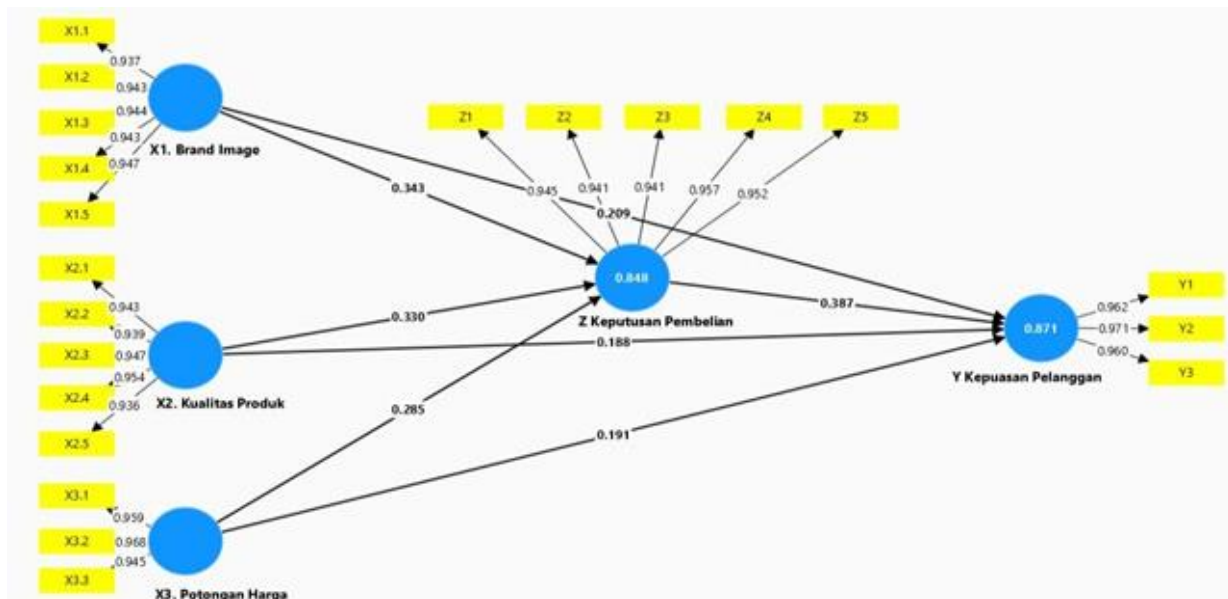 X1.1
0.937
X1.2
0.943
0.944
X1.3
0.943
X1.4
0.947
X1.5
X1. Brand Image
Z1
Z2
Z3
Z4
Z5
0.945
0.941
0.941
0.957
0.952
0.343
0.209
0.848
Z Keputusan Pembelian
X2.1
0.943
X2.2
0.939
X2.3
0.947
0.954
X2.4
0.936
X2.5
X2. Kualitas Produk
0.330
0.387
0.188
Y1
0.962
Y2
0.971
0.960
Y3
0.871
Y Kepuasan Pelanggan
0.285
0.191
X3.1
0.959
X3.2
0.968
0.945
X3.3
X3. Potongan Harga